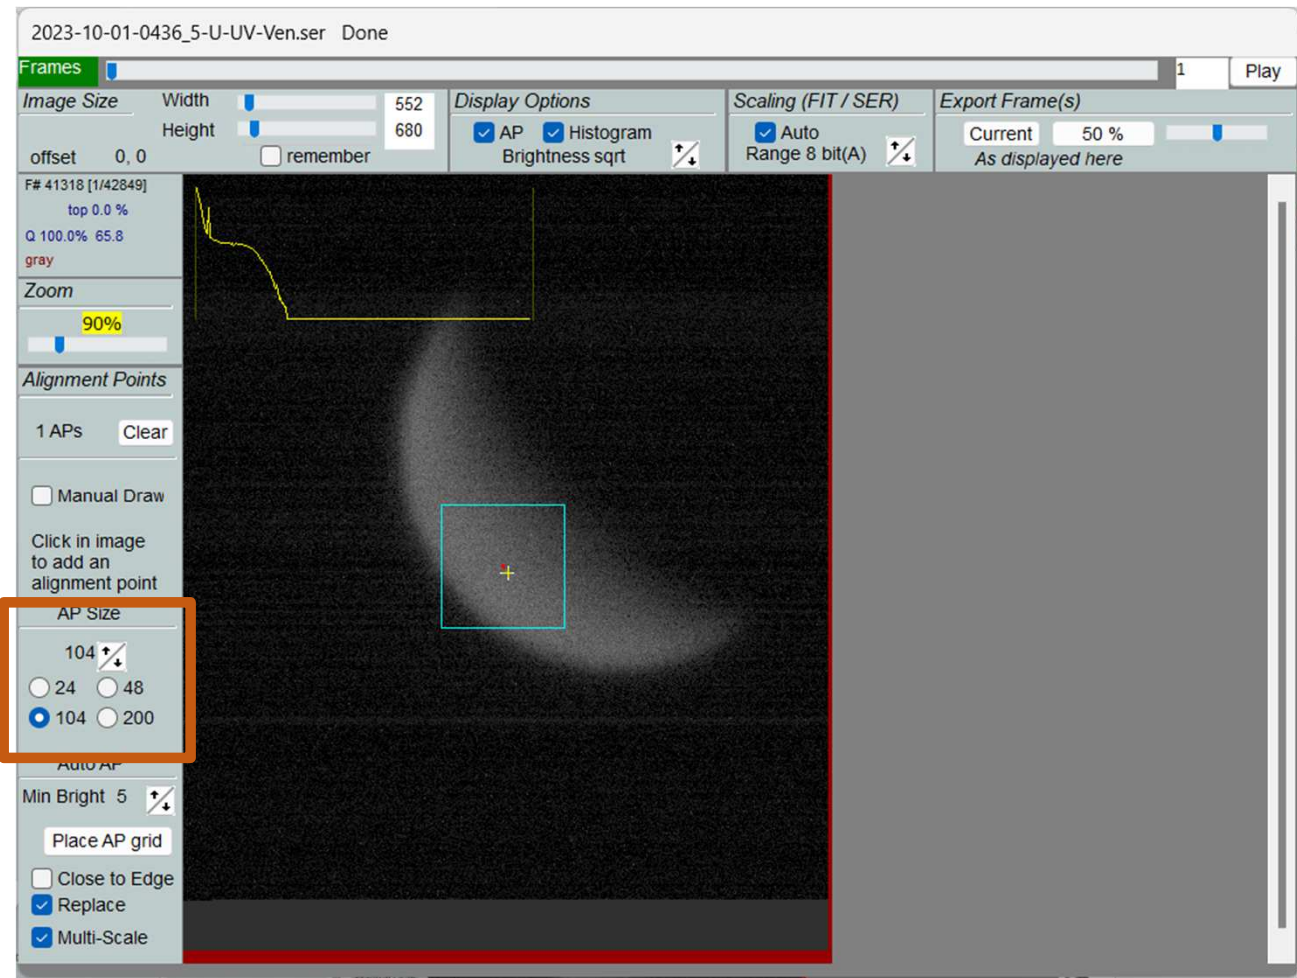 2023-10-01-0436_5-U-UV-Ven.ser Done
Frames 1 Play
Image Size Width 552
Height 680
offset 0, 0 remember
Display Options
AP Histogram
Brightness sqrt
Scaling (FIT / SER)
Auto
Range 8 bit(A)
Export Frame(s)
Current 50 %
As displayed here
F# 41318 [1/42849]
top 0.0 %
Q 100.0% 65.8
gray
Zoom
90%
Alignment Points
1 APs Clear
Manual Draw
Click in image
to add an
alignment point
AP Size
104
24 48
104 200
Auto AP
Min Bright 5
Place AP grid
Close to Edge
Replace
Multi-Scale